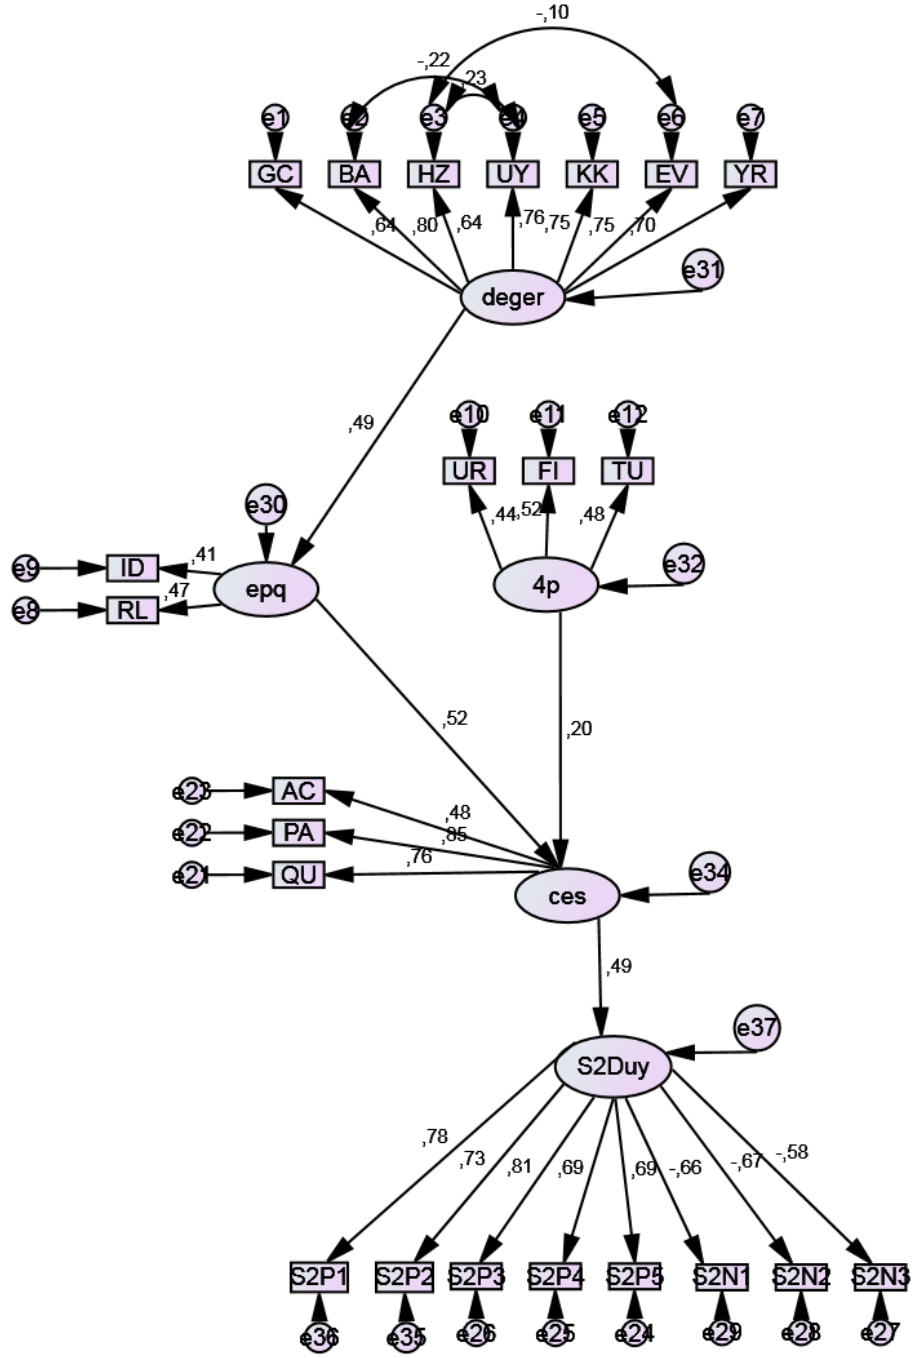 -,10
-,22
,23
e1 e2 e3 e4 e5 e6 e7
GC BA HZ UY KK EV YR
,64 ,80 ,64 ,76 ,75 ,75 ,70
e31
deger
,49
e10 e11 e12
UR FI TU
,44 ,52 ,48
e30
e32
e9 ID ,41
epq
4p
e8 RL ,47
,52
,20
e23 AC
,48
e22 PA
,85
e21 QU
,76
e34
ces
,49
e37
S2Duy
,78 ,73 ,81 ,69 ,69 -,66 -,67 -,58
S2P1 S2P2 S2P3 S2P4 S2P5 S2N1 S2N2 S2N3
e36 e35 e26 e25 e24 e29 e28 e27